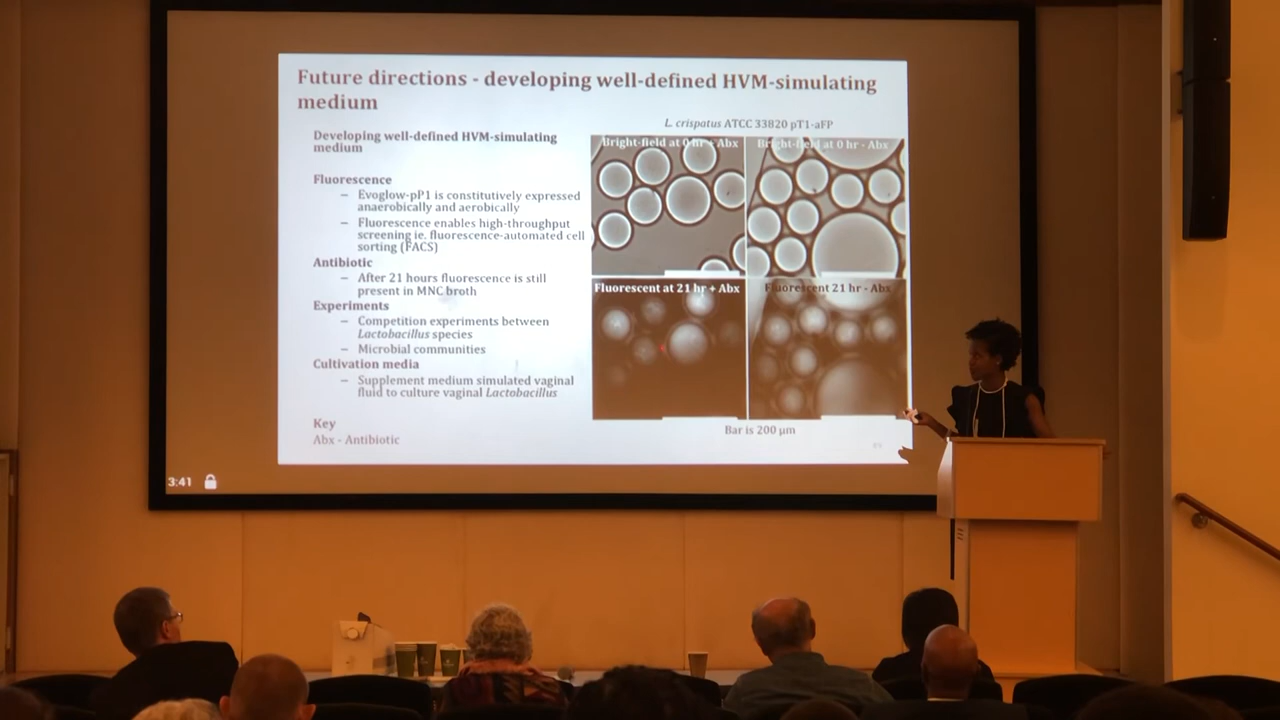 Future directions - developing well-defined HVM-simulating
medium
L. crispatus ATCC 33820 pT1-aFP
Developing well-defined HVM-simulating
medium
Fluorescence
– Evoglow-pP1 is constitutively expressed
anaerobically and aerobically
– Fluorescence enables high-throughput
screening ie. fluorescence-automated cell
sorting (FACS)
Antibiotic
– After 21 hours fluorescence is still
present in MNC broth
Experiments
– Competition experiments between
Lactobacillus species
– Microbial communities
Cultivation media
– Supplement medium simulated vaginal
fluid to culture vaginal Lactobacillus
Key
Abx - Antibiotic
Bright-field at 0 hr + Abx
Bright-field at 0 hr - Abx
Fluorescent at 21 hr + Abx
Fluorescent 21 hr - Abx
Bar is 200 µm
3:41